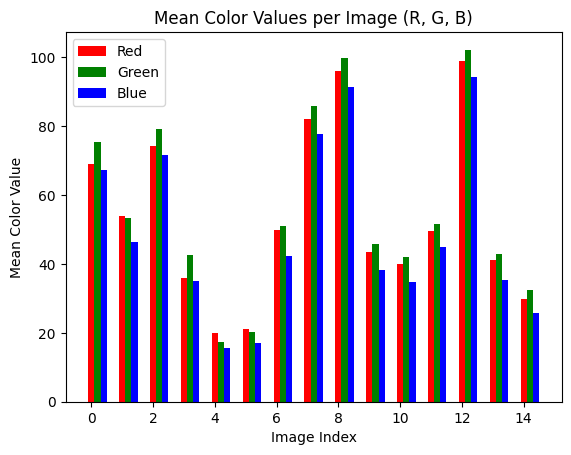 Mean Color Values per Image (R, G, B)
Red
Green
Blue
Mean Color Value
100
80
60
40
20
0
0 2 4 6 8 10 12 14
Image Index